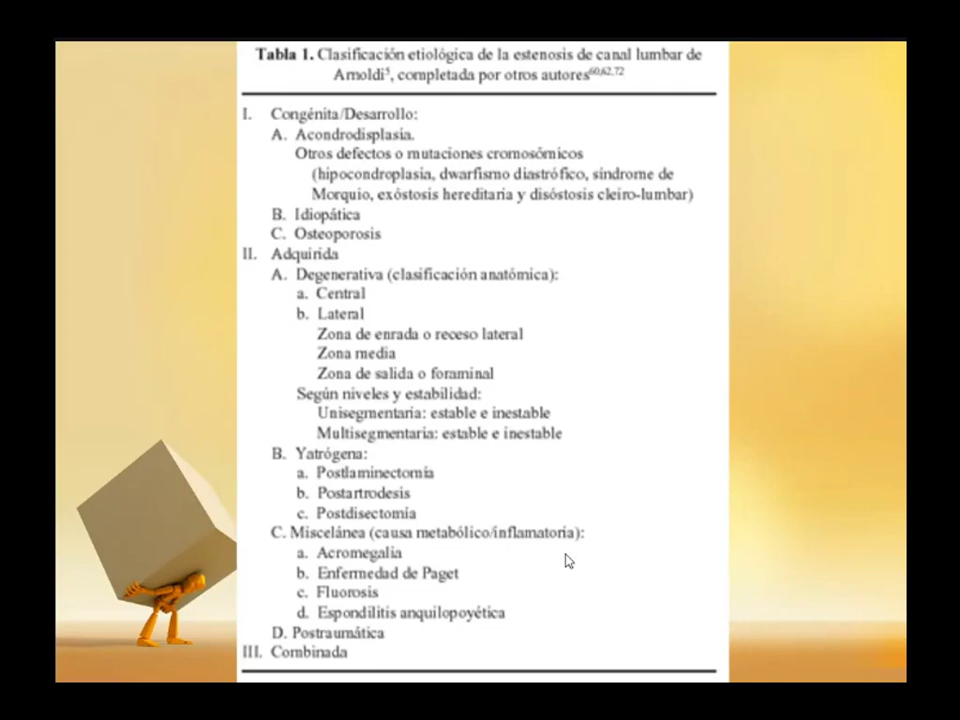 Tabla 1. Clasificación etiológica de la estenosis de canal lumbar de
Arnoldi⁵, completada por otros autores⁶⁰,⁶²,⁷²
I. Congénita/Desarrollo:
A. Acondrodisplasia.
Otros defectos o mutaciones cromosómicos
(hipocondroplasia, dwarfismo diastrófico, síndrome de
Morquio, exóstosis hereditaria y disóstosis cleiro-lumbar)
B. Idiopática
C. Osteoporosis
II. Adquirida
A. Degenerativa (clasificación anatómica):
a. Central
b. Lateral
Zona de enrada o receso lateral
Zona media
Zona de salida o foraminal
Según niveles y estabilidad:
Unisegmentaria: estable e inestable
Multisegmentaria: estable e inestable
B. Yatrógena:
a. Postlaminectomía
b. Postartrodesis
c. Postdisectomía
C. Miscelánea (causa metabólico/inflamatoria):
a. Acromegalia
b. Enfermedad de Paget
c. Fluorosis
d. Espondilitis anquilopoyética
D. Postraumática
III. Combinada